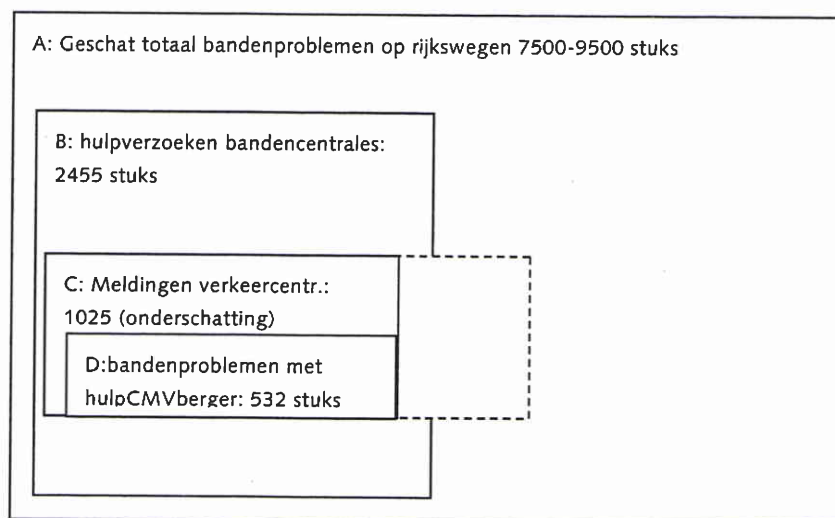 A: Geschat totaal bandenproblemen op rijkswegen 7500-9500 stuks
B: hulpverzoeken bandencentrales:
2455 stuks
C: Meldingen verkeercentr.:
1025 (onderschatting)
D:bandenproblemen met
hulpCMVberger: 532 stuks